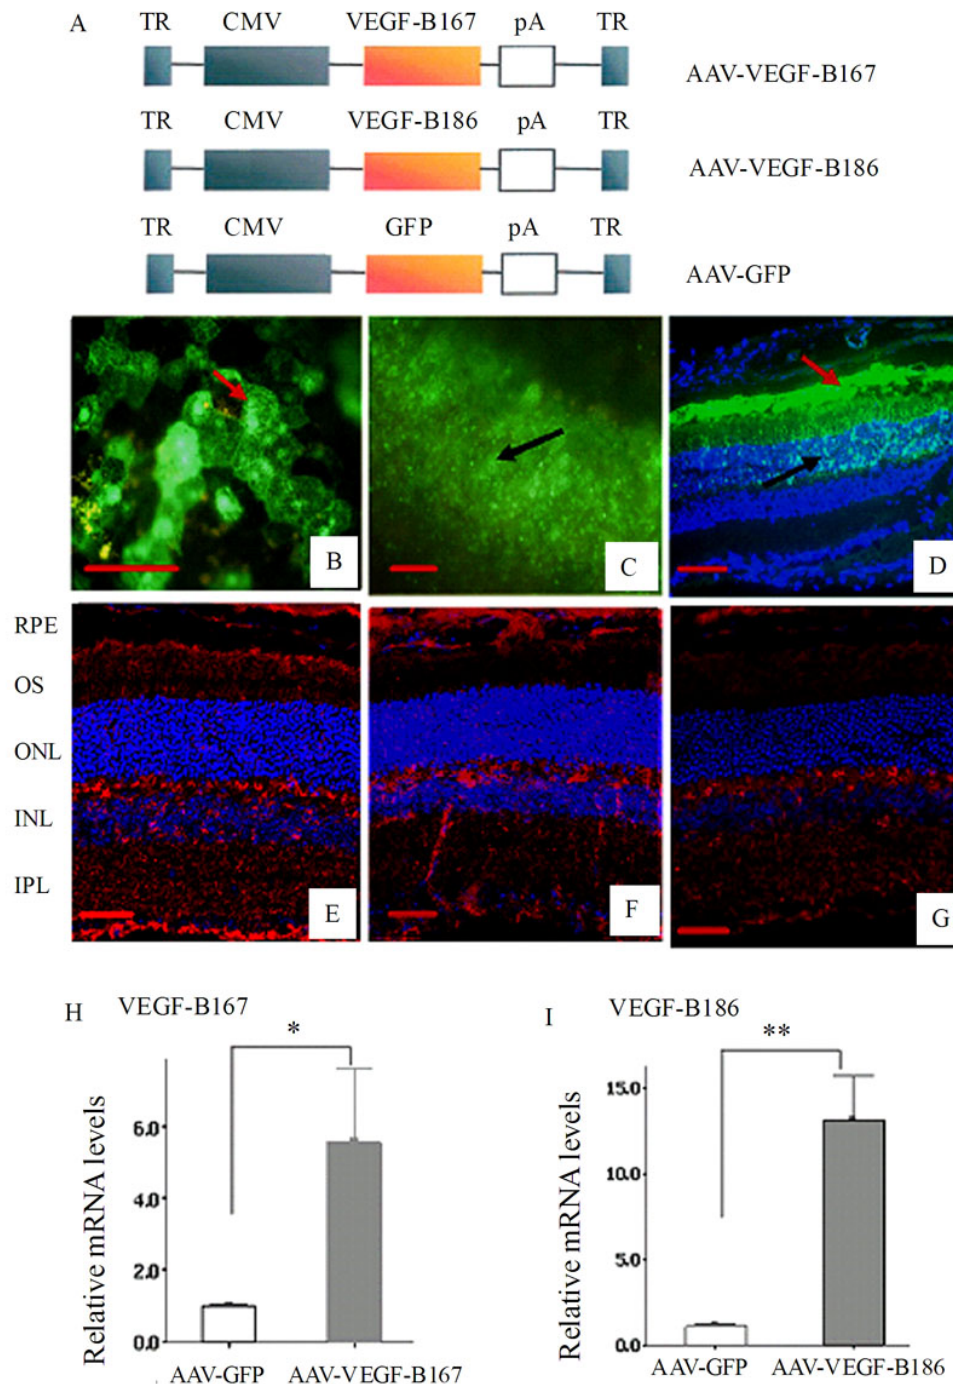 A
TR CMV VEGF-B167 pA TR
AAV-VEGF-B167
TR CMV VEGF-B186 pA TR
AAV-VEGF-B186
TR CMV GFP pA TR
AAV-GFP
B C D
RPE
OS
ONL
INL
IPL
E F G
H VEGF-B167
*
Relative mRNA levels
6.0
4.0
2.0
0.0
AAV-GFP AAV-VEGF-B167
I VEGF-B186
**
Relative mRNA levels
15.0
10.0
5.0
0.0
AAV-GFP AAV-VEGF-B186